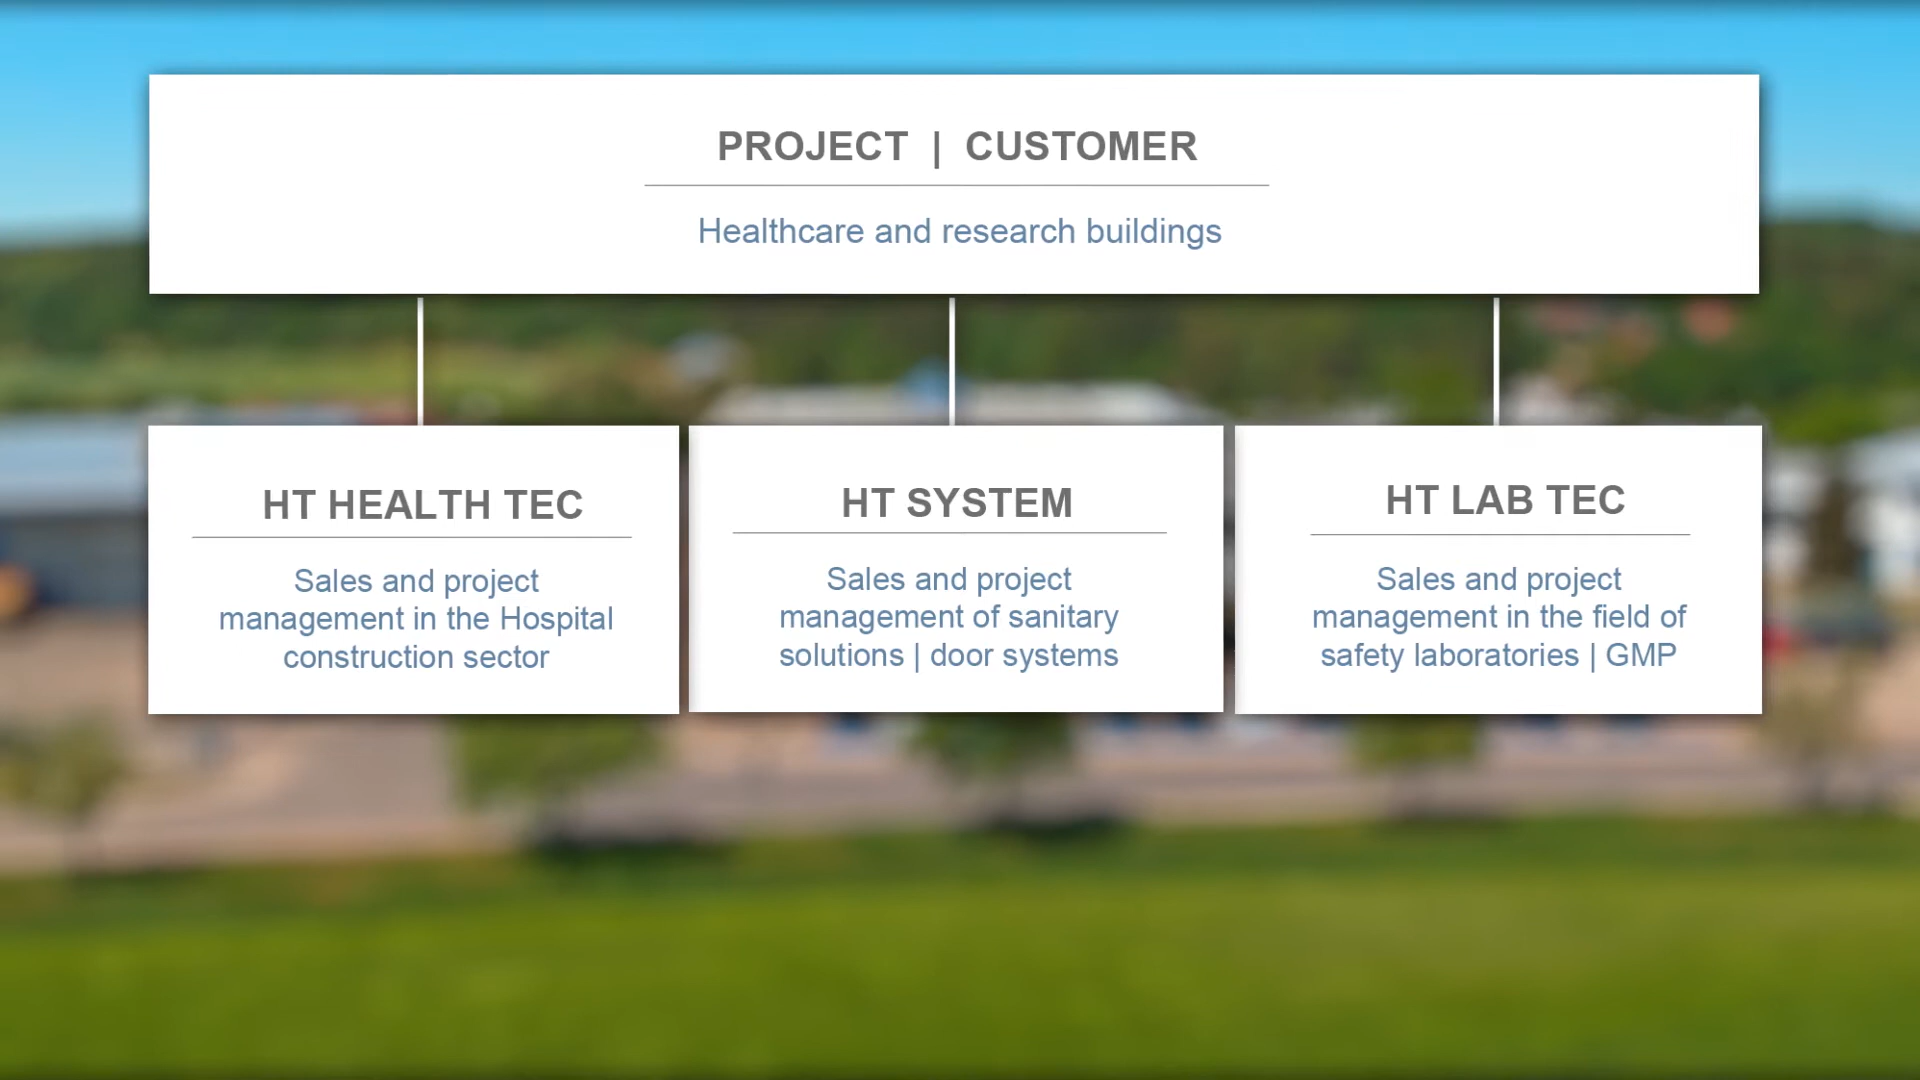 PROJECT | CUSTOMER
Healthcare and research buildings
HT HEALTH TEC
Sales and project
management in the Hospital
construction sector
HT SYSTEM
Sales and project
management of sanitary
solutions | door systems
HT LAB TEC
Sales and project
management in the field of
safety laboratories | GMP